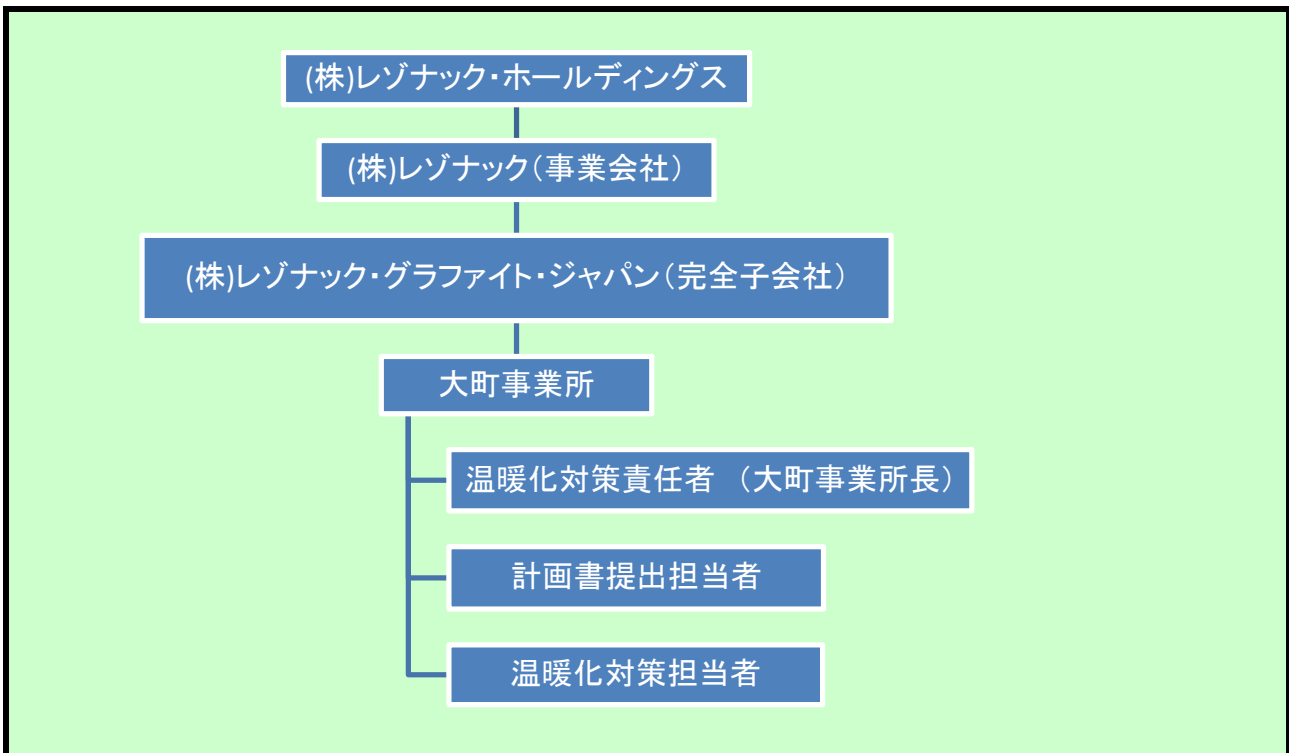 (株)レゾナック・ホールディングス
(株)レゾナック（事業会社）
(株)レゾナック・グラファイト・ジャパン（完全子会社）
大町事業所
温暖化対策責任者　（大町事業所長）
計画書提出担当者
温暖化対策担当者